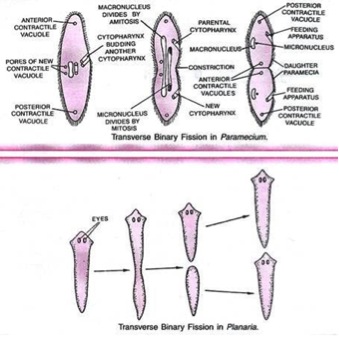 ANTERIOR
CONTRACTILE
VACUOLE
PORES OF NEW
CONTRACTILE
VACUOLE
POSTERIOR
CONTRACTILE
VACUOLE
CYTOPHARYNX
BUDDING
ANOTHER
CYTOPHARYNX
MACRONUCLEUS
DIVIDES BY
AMITOSIS
MICRONUCLEUS
DIVIDES BY
MITOSIS
PARENTAL
CYTOPHARYNX
MACRONUCLEUS
CONSTRICTION
ANTERIOR
CONTRACTILE
VACUOLES
NEW
CYTOPHARYNX
POSTERIOR
CONTRACTILE
VACUOLE
FEEDING
APPARATUS
MICRONUCLEUS
DAUGHTER
PARAMECIA
FEEDING
APPARATUS
POSTERIOR
CONTRACTILE
VACUOLE
Transverse Binary Fission in Paramecium.
EYES
Transverse Binary Fission in Planaria.